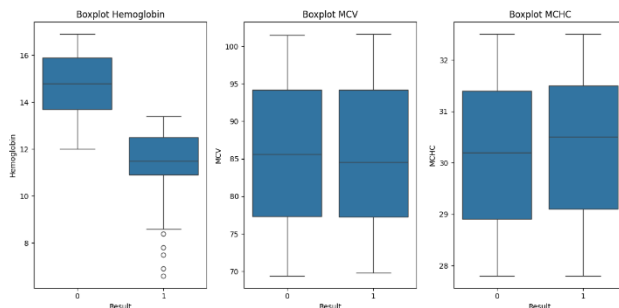 Boxplot Hemoglobin
Hemoglobin
16
14
12
10
8
0
1
Result
Boxplot MCV
MCV
100
95
90
85
80
75
70
0
1
Result
Boxplot MCHC
MCHC
32
31
30
29
28
0
1
Result